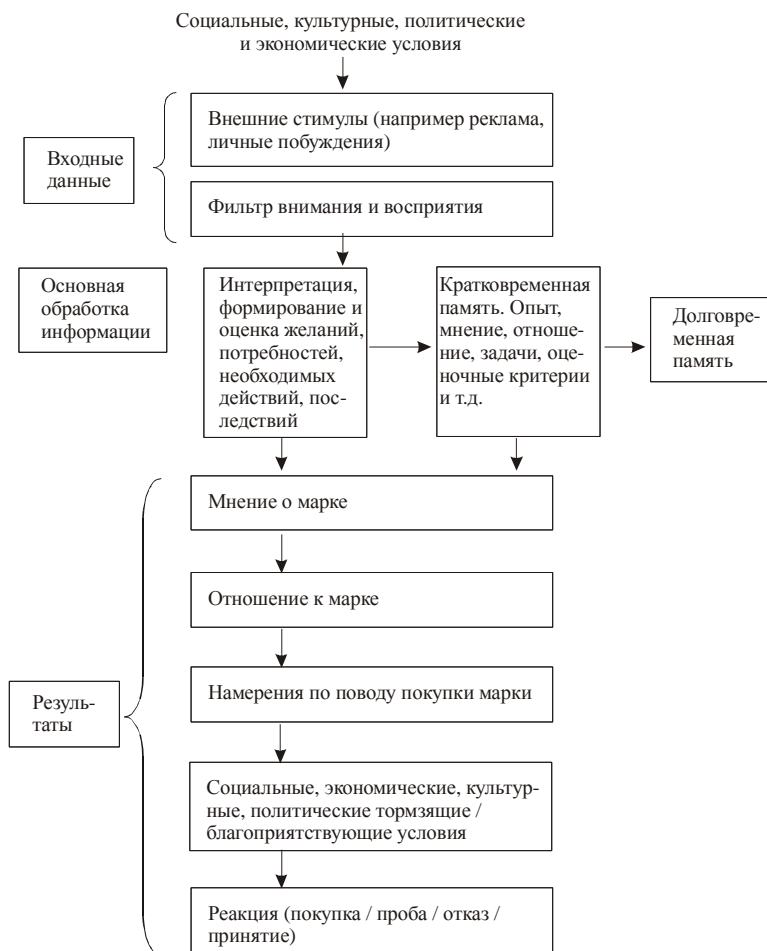 Социальные, культурные, политические
и экономические условия
Внешние стимулы (например реклама,
личные побуждения)
Входные
данные
Фильтр внимания и восприятия
Основная
обработка
информации
Интерпретация,
формирование и
оценка желаний,
потребностей,
необходимых
действий, пос-
ледствий
Кратковременная
память. Опыт,
мнение, отноше-
ние, задачи, оце-
ночные критерии
и т.д.
Долговре-
менная
память
Мнение о марке
Отношение к марке
Намерения по поводу покупки марки
Резуль-
таты
Социальные, экономические, культур-
ные, политические тормзящие /
благоприятствующие условия
Реакция (покупка / проба / отказ /
принятие)